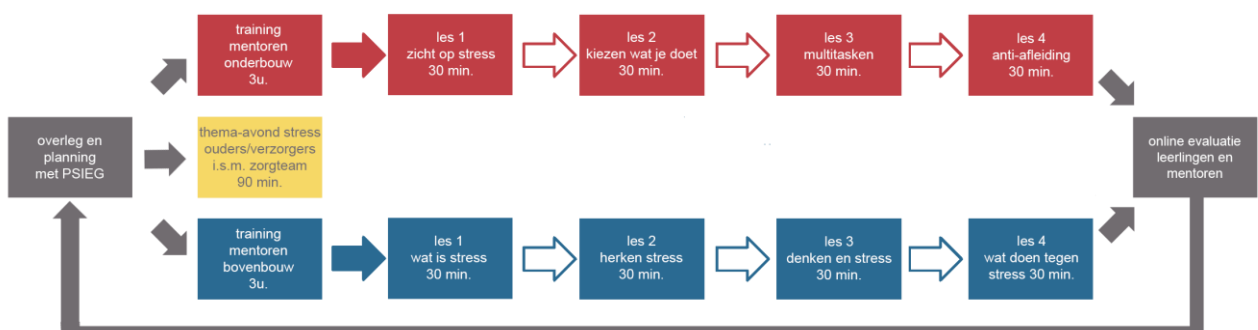 overleg en
planning
met PSIEG
training
mentoren
onderbouw
3u.
les 1
zicht op stress
30 min.
les 2
kiezen wat je doet
30 min.
les 3
multitasken
30 min.
les 4
anti-afleiding
30 min.
thema-avond stress
ouders/verzorgers
i.s.m. zorgteam
90 min.
training
mentoren
bovenbouw
3u.
les 1
wat is stress
30 min.
les 2
herken stress
30 min.
les 3
denken en stress
30 min.
les 4
wat doen tegen
stress 30 min.
online evaluatie
leerlingen en
mentoren